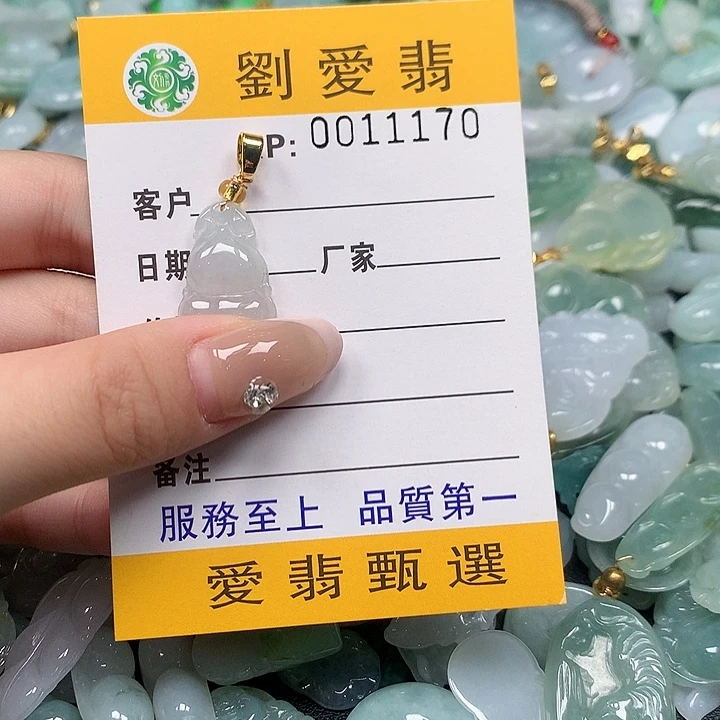 劉愛翡
P: 0011170
客户
日期 厂家
备注
服務至上 品質第一
愛翡甄選